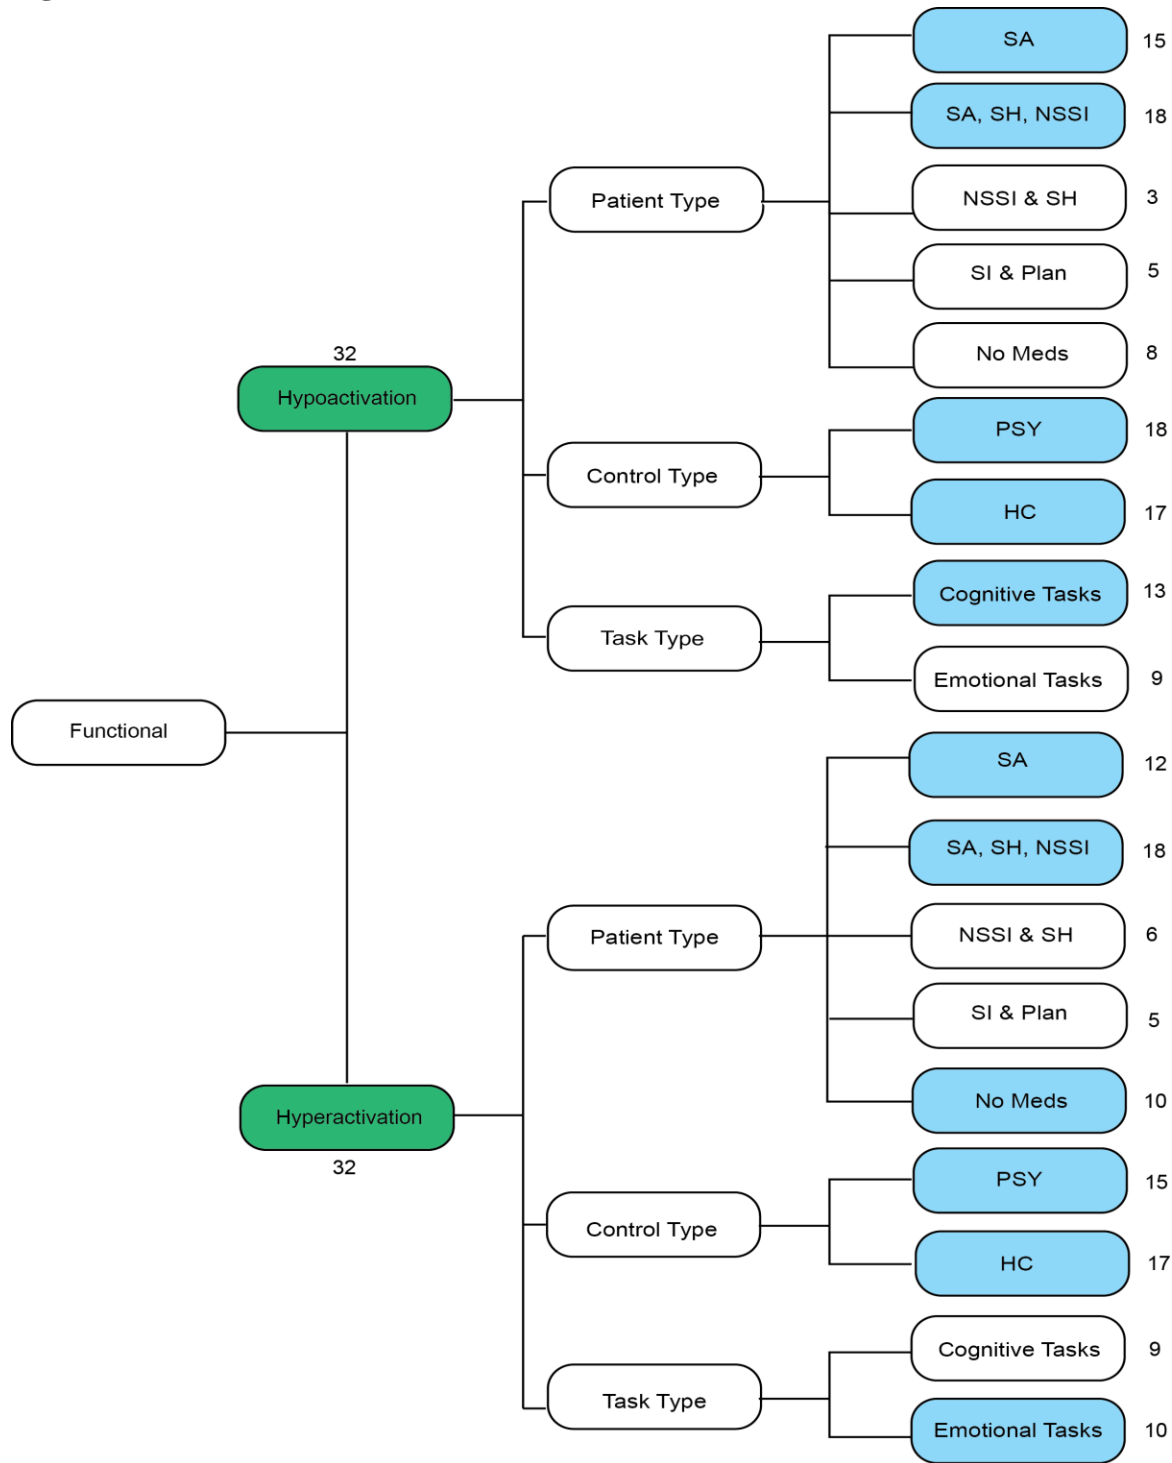 SA 15
SA, SH, NSSI 18
Patient Type
NSSI & SH 3
SI & Plan 5
No Meds 8
32
Hypoactivation
PSY 18
Control Type
HC 17
Cognitive Tasks 13
Task Type
Emotional Tasks 9
Functional
SA 12
SA, SH, NSSI 18
Patient Type
NSSI & SH 6
SI & Plan 5
No Meds 10
Hyperactivation
32
PSY 15
Control Type
HC 17
Cognitive Tasks 9
Task Type
Emotional Tasks 10